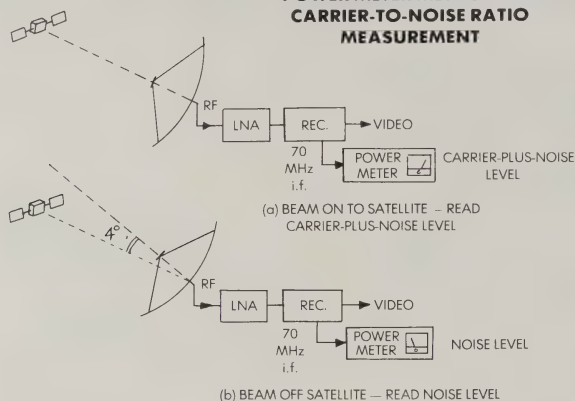 CARRIER-TO-NOISE RATIO
MEASUREMENT
RF
LNA
REC.
VIDEO
70
MHz
i.f.
POWER
METER
CARRIER-PLUS-NOISE
LEVEL
(a) BEAM ON TO SATELLITE – READ
CARRIER-PLUS-NOISE LEVEL
4°
RF
LNA
REC.
VIDEO
70
MHz
i.f.
POWER
METER
NOISE LEVEL
(b) BEAM OFF SATELLITE — READ NOISE LEVEL